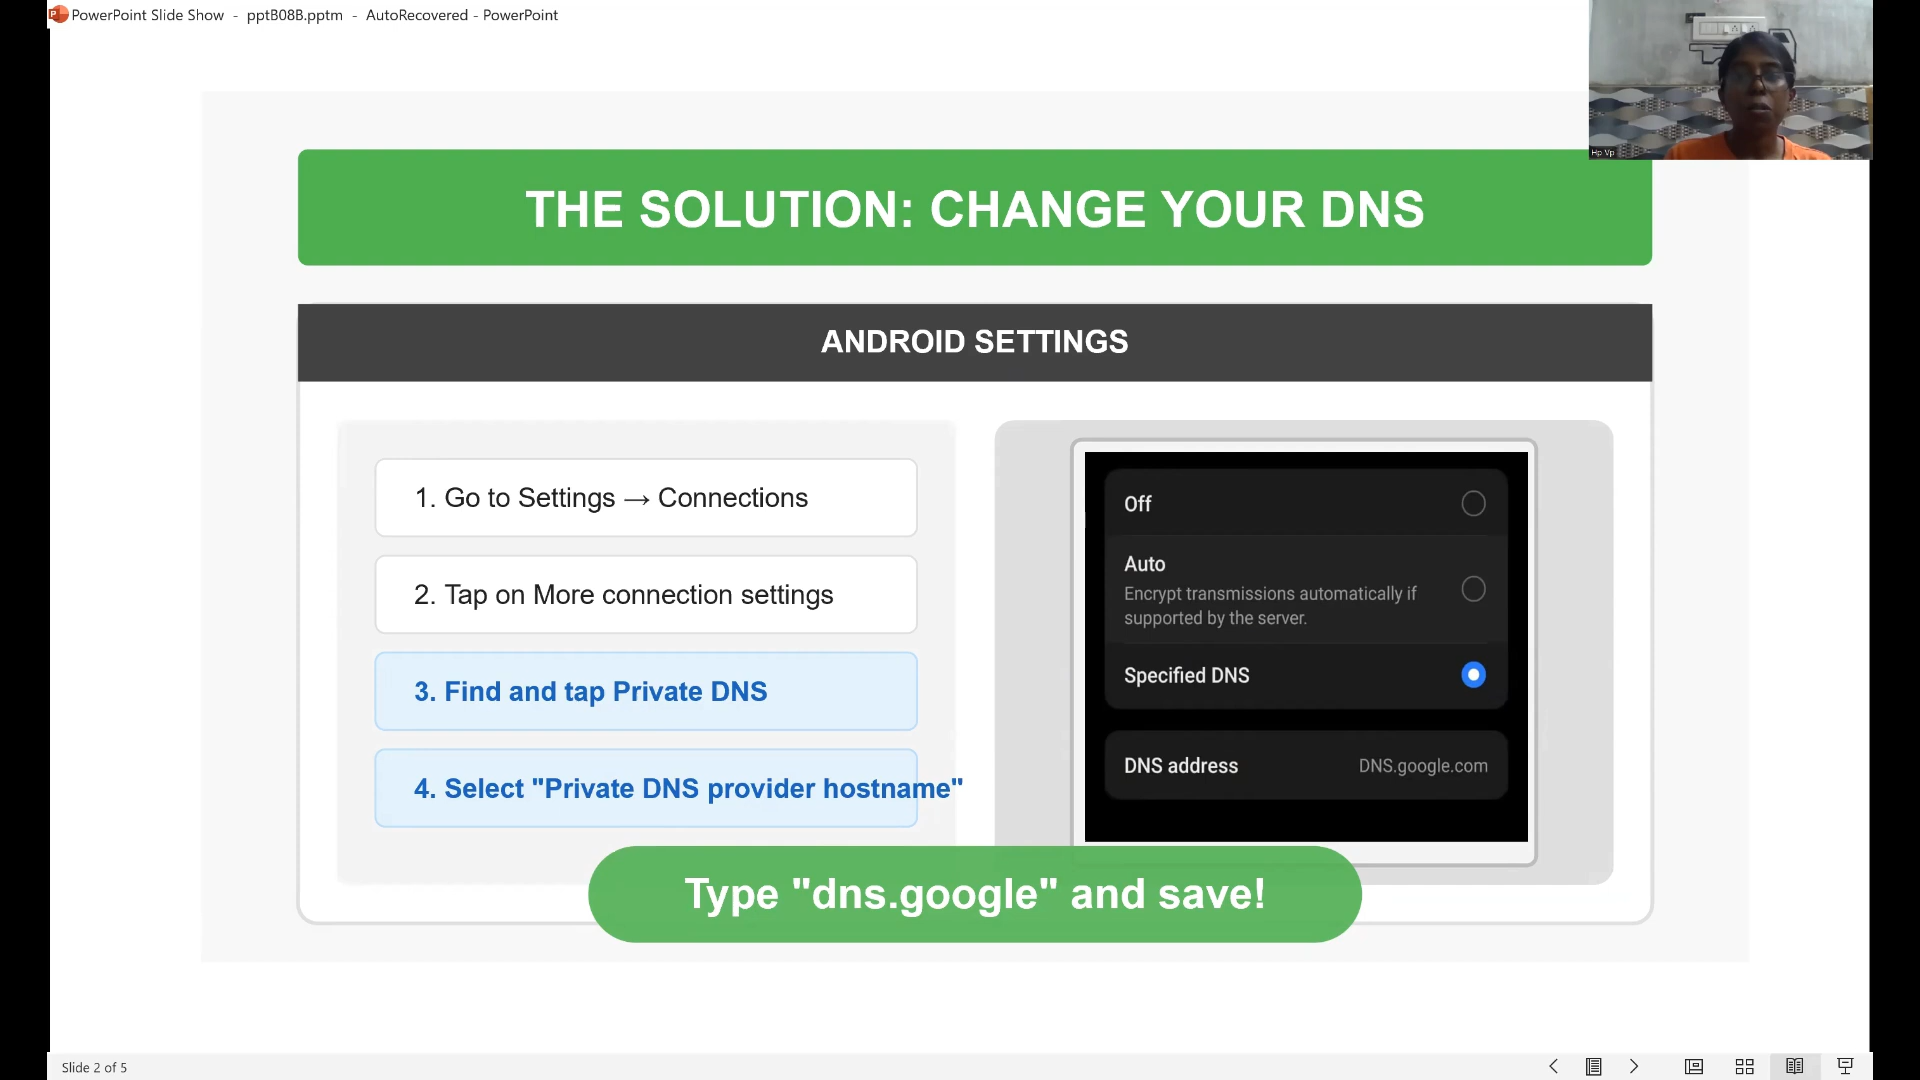 PowerPoint Slide Show - pptB08B.pptm - AutoRecovered - PowerPoint
Hp Vp
THE SOLUTION: CHANGE YOUR DNS
ANDROID SETTINGS
1. Go to Settings → Connections
2. Tap on More connection settings
3. Find and tap Private DNS
4. Select "Private DNS provider hostname"
Off
Auto
Encrypt transmissions automatically if
supported by the server.
Specified DNS
DNS address DNS.google.com
Type "dns.google" and save!
Slide 2 of 5